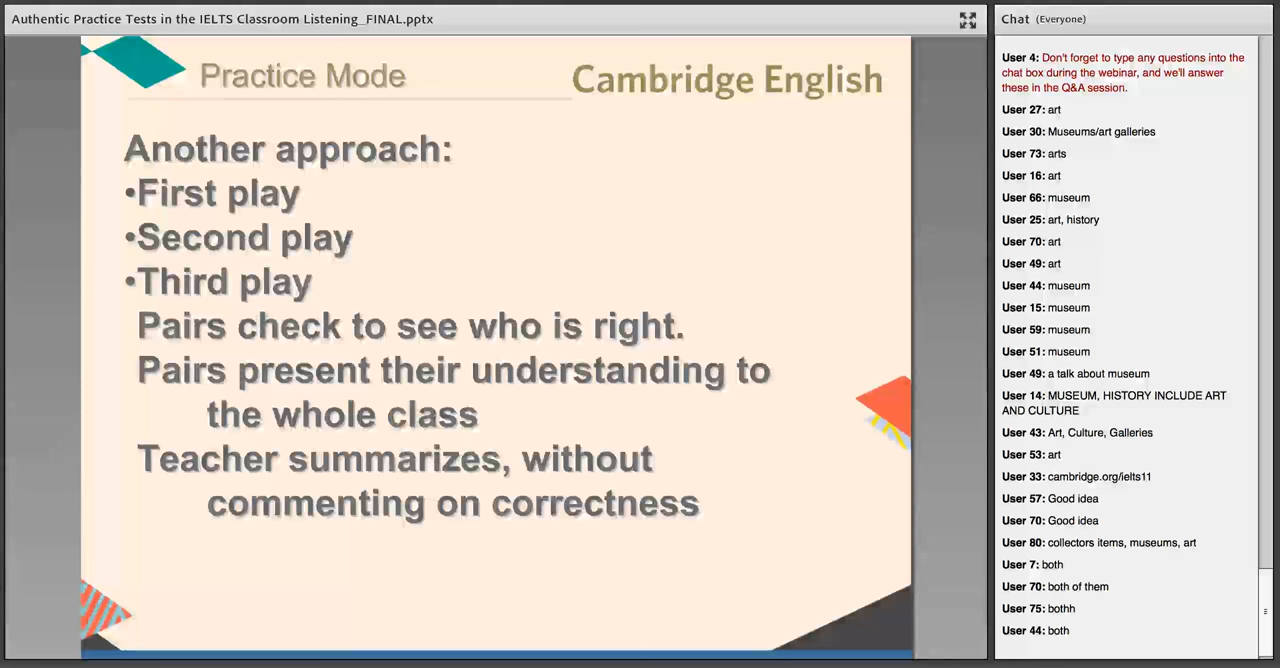 Authentic Practice Tests in the IELTS Classroom Listening_FINAL.pptx
Practice Mode
Cambridge English
Another approach:
•First play
•Second play
•Third play
Pairs check to see who is right.
Pairs present their understanding to
the whole class
Teacher summarizes, without
commenting on correctness
Chat (Everyone)
User 4: Don't forget to type any questions into the
chat box during the webinar, and we'll answer
these in the Q&A session.
User 27: art
User 30: Museums/art galleries
User 73: arts
User 16: art
User 66: museum
User 25: art, history
User 70: art
User 49: art
User 44: museum
User 15: museum
User 59: museum
User 51: museum
User 49: a talk about museum
User 14: MUSEUM, HISTORY INCLUDE ART
AND CULTURE
User 43: Art, Culture, Galleries
User 53: art
User 33: cambridge.org/ielts11
User 57: Good idea
User 70: Good idea
User 80: collectors items, museums, art
User 7: both
User 70: both of them
User 75: bothh
User 44: both